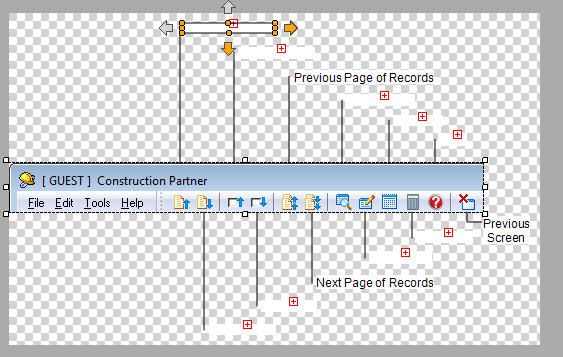 Previous Page of Records
[ GUEST ] Construction Partner
File Edit Tools Help
Previous
Screen
Next Page of Records